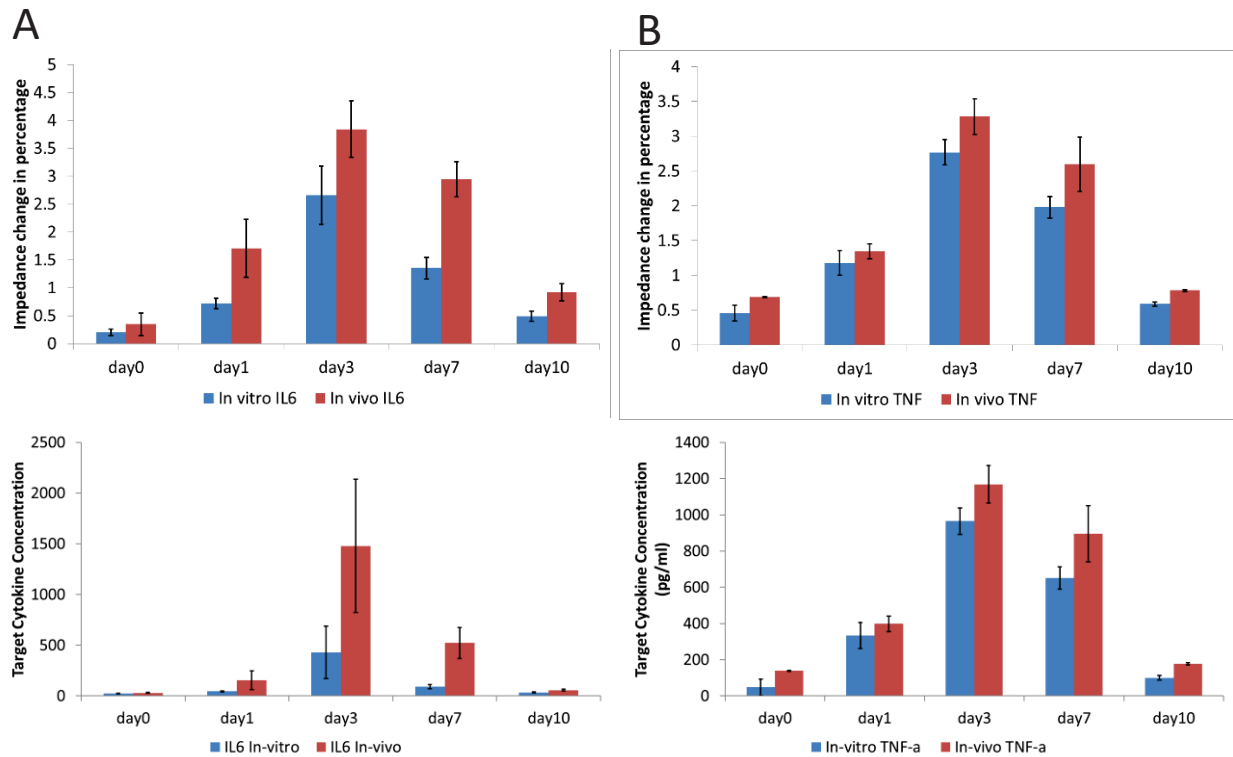 A
Impedance change in percentage
5
4.5
4
3.5
3
2.5
2
1.5
1
0.5
0
day0 day1 day3 day7 day10
In vitro IL6 In vivo IL6
B
Impedance change in percentage
4
3.5
3
2.5
2
1.5
1
0.5
0
day0 day1 day3 day7 day10
In vitro TNF In vivo TNF
Target Cytokine Concentration
2500
2000
1500
1000
500
0
day0 day1 day3 day7 day10
IL6 In-vitro IL6 In-vivo
Target Cytokine Concentration
(pg/ml)
1400
1200
1000
800
600
400
200
0
day0 day1 day3 day7 day10
In-vitro TNF-a In-vivo TNF-a